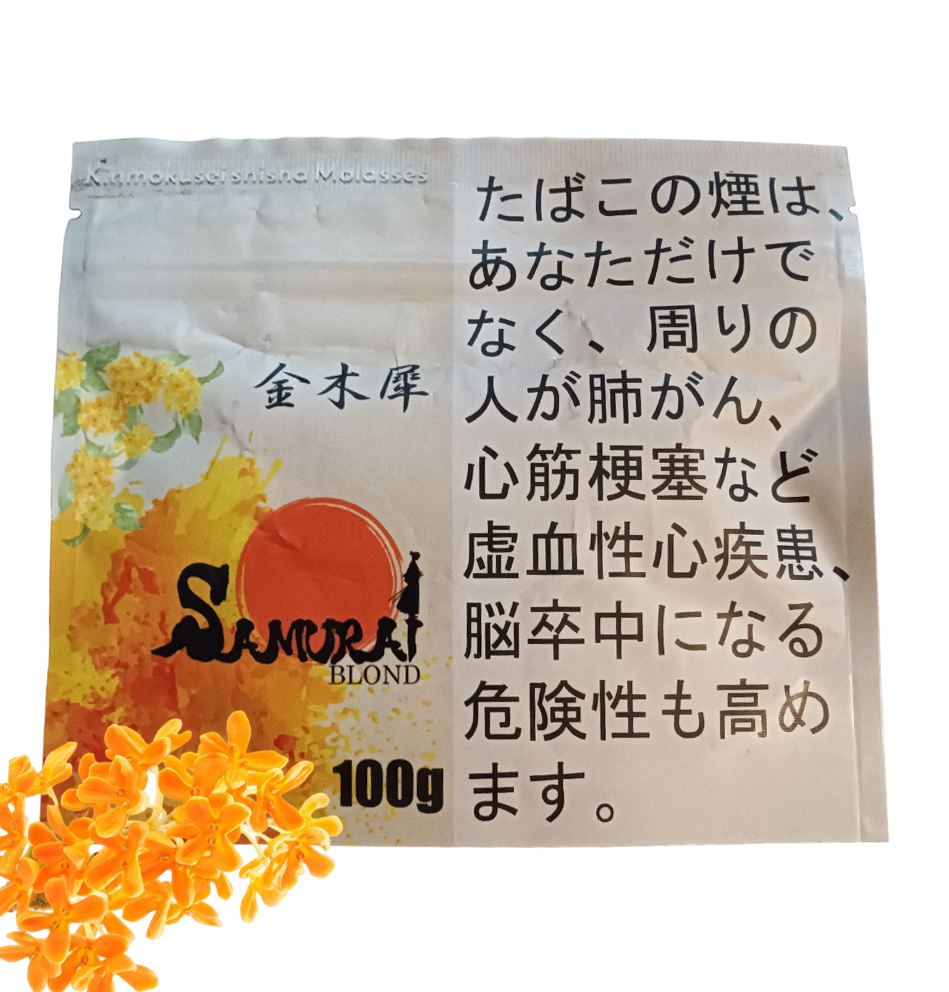 Kinmokusei shisha Molasses
金木犀
SAMURAI
BLOND
100g
たばこの煙は、
あなただけで
なく、周りの
人が肺がん、
心筋梗塞など
虚血性心疾患、
脳卒中になる
危険性も高め
ます。